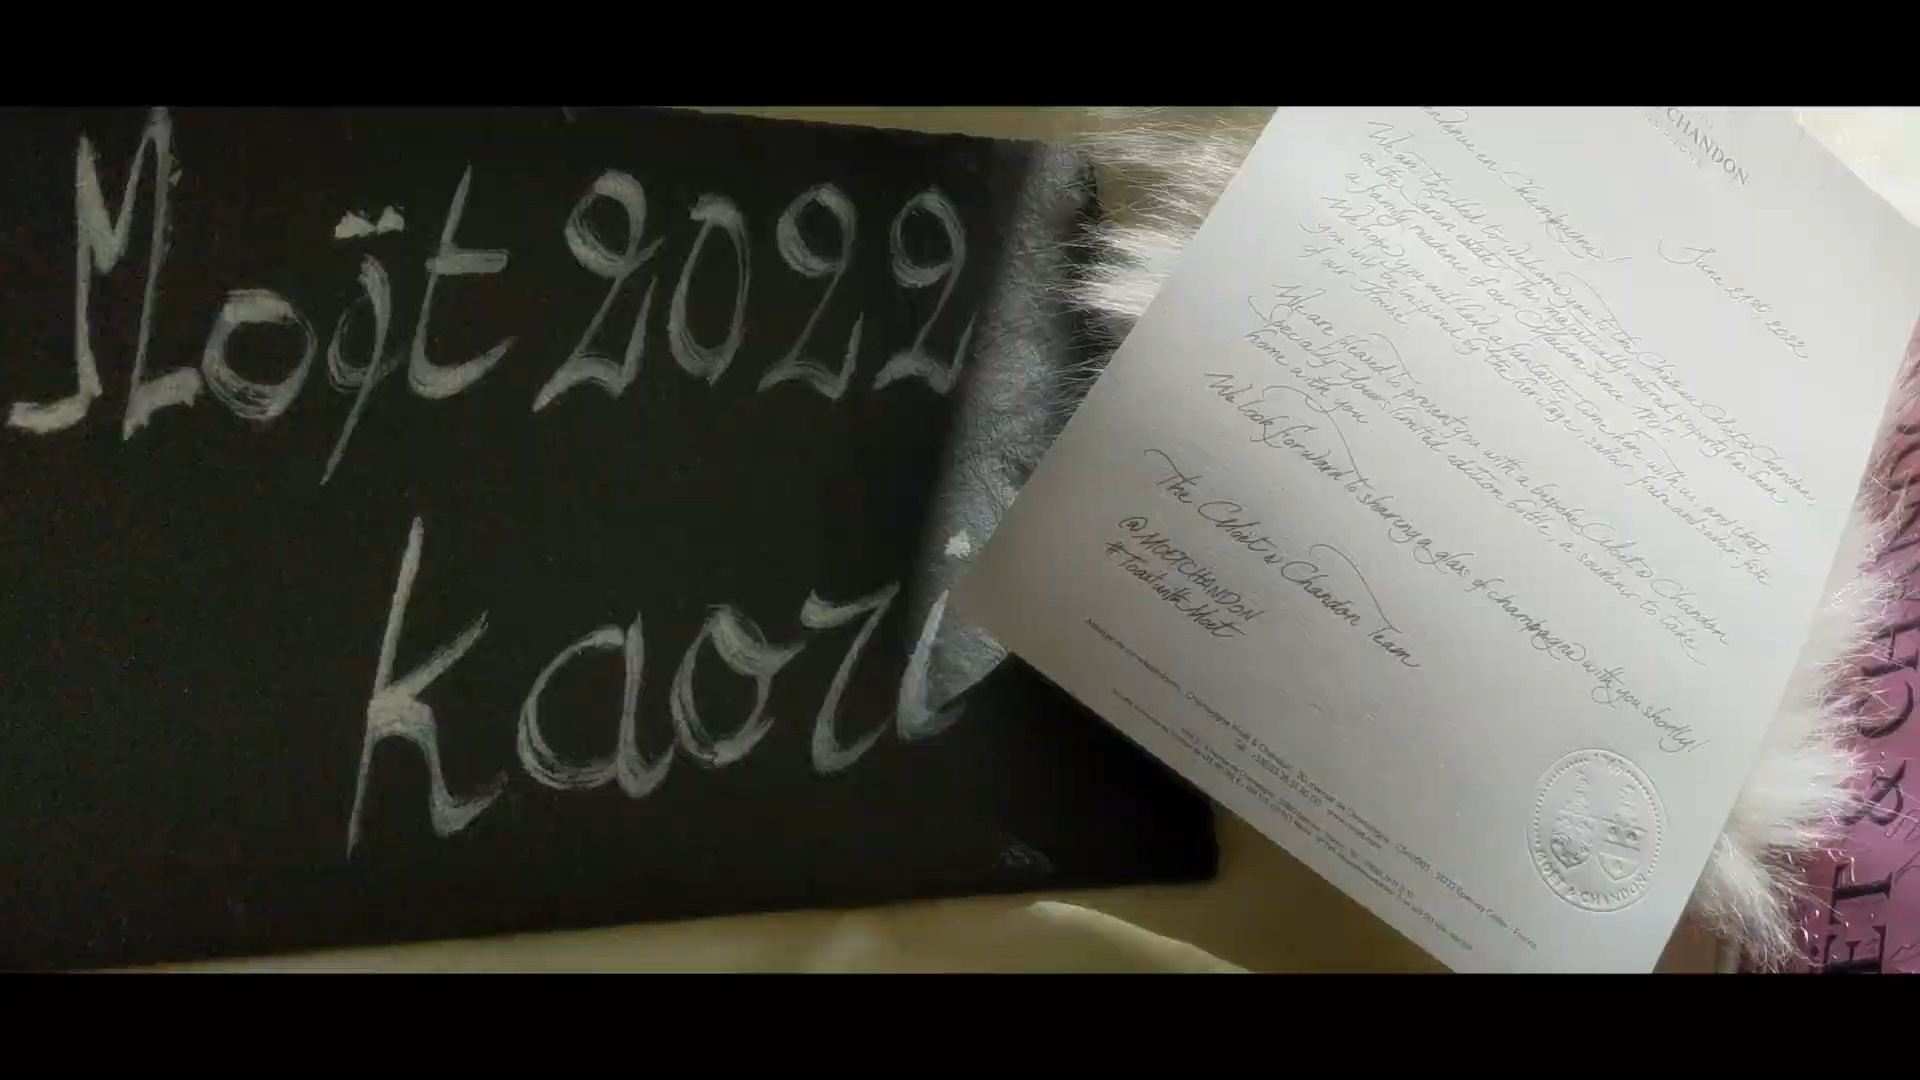 Moët 2022
kaori
CHANDON
June 21st, 2022
en Champagne!
We are thrilled to welcome you to the Château Moët & Chandon,
on the Saran estate. This majestically restored property has been
a family residence of our Maison since 1801.
We hope you will have a fantastic time here with us, and that
you will be inspired by the heritage, savoir-faire and savoir-fête
of our House.
We are pleased to present you with a bespoke Moët & Chandon
Specially Yours limited edition bottle, a souvenir to take
home with you.
We look forward to sharing a glass of champagne with you shortly!
The Moët & Chandon Team
@MOETCHANDON
#ToastwithMoet
MOËT & CHANDON